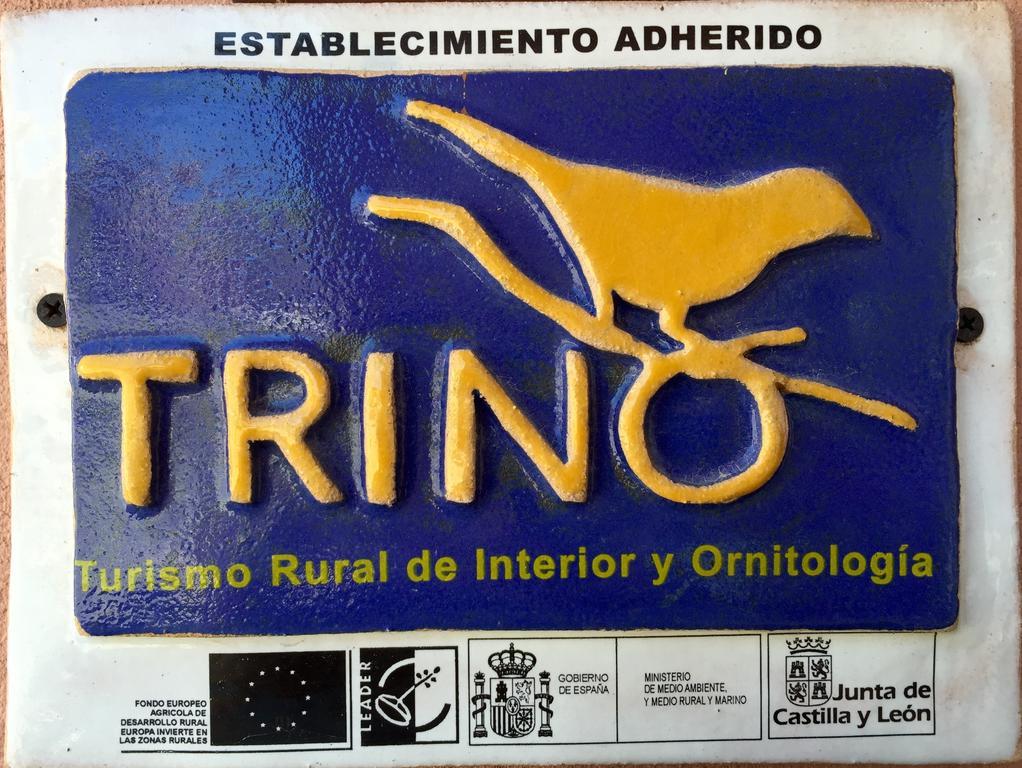 ESTABLECIMIENTO ADHERIDO
TRINO
Turismo Rural de Interior y Ornitología
FONDO EUROPEO
AGRICOLA DE
DESARROLLO RURAL
EUROPA INVIERTE EN
LAS ZONAS RURALES
LEADER
GOBIERNO
DE ESPAÑA
MINISTERIO
DE MEDIO AMBIENTE,
Y MEDIO RURAL Y MARINO
Junta de
Castilla y León